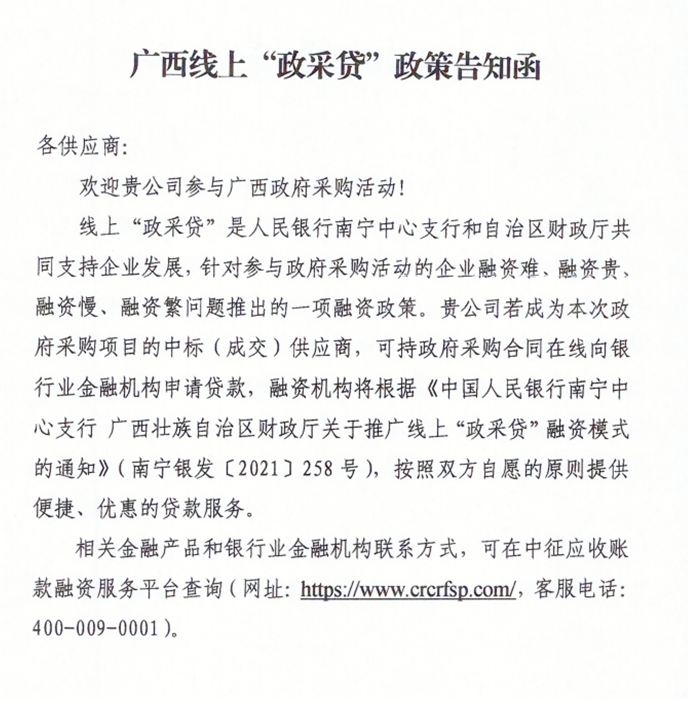 广西线上“政采贷”政策告知函
各供应商：
欢迎贵公司参与广西政府采购活动！
线上“政采贷”是人民银行南宁中心支行和自治区财政厅共
同支持企业发展，针对参与政府采购活动的企业融资难、融资贵、
融资慢、融资繁问题推出的一项融资政策。贵公司若成为本次政
府采购项目的中标（成交）供应商，可持政府采购合同在线向银
行业金融机构申请贷款，融资机构将根据《中国人民银行南宁中
心支行 广西壮族自治区财政厅关于推广线上“政采贷”融资模式
的通知》（南宁银发〔2021〕258号），按照双方自愿的原则提供
便捷、优惠的贷款服务。
相关金融产品和银行业金融机构联系方式，可在中征应收账
款融资服务平台查询（网址：https://www.crcrfsp.com/，客服电话：
400-009-0001）。